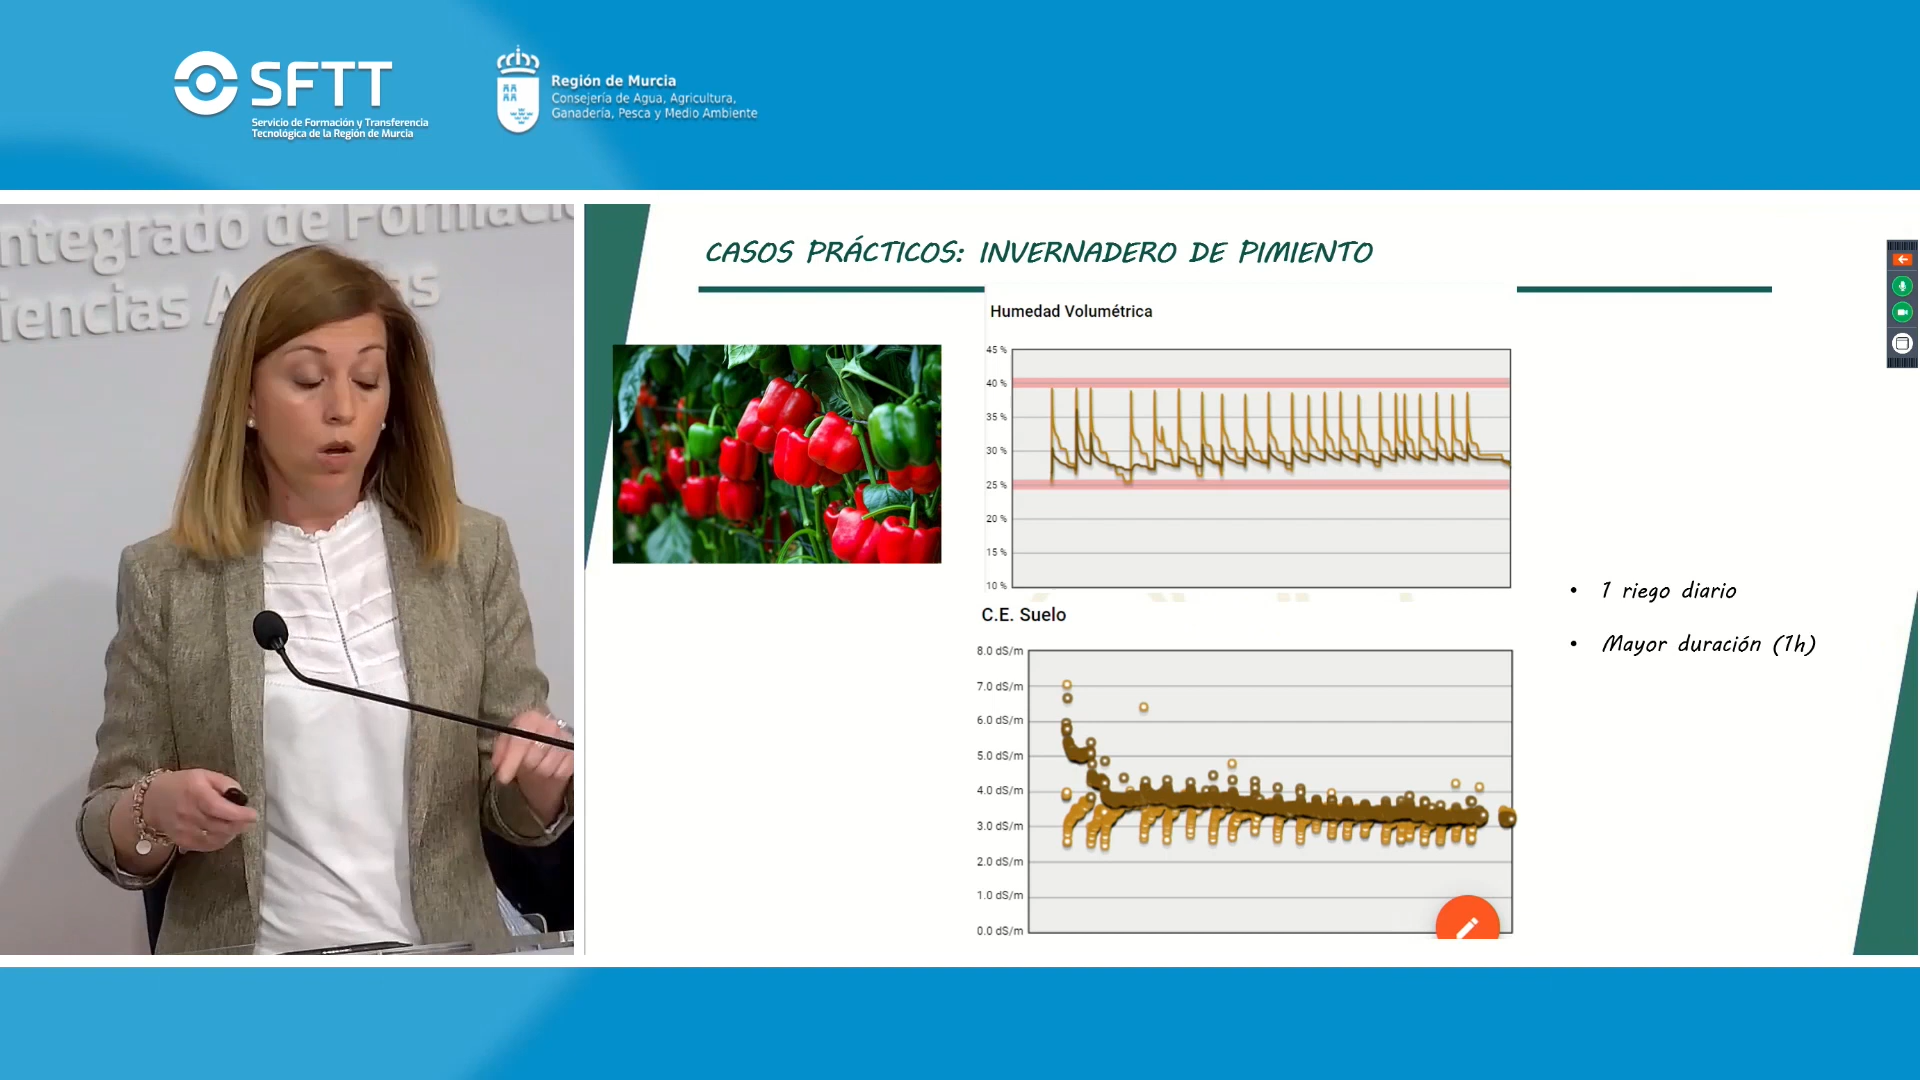 SFTT
Servicio de Formación y Transferencia
Tecnológica de la Región de Murcia
Región de Murcia
Consejería de Agua, Agricultura,
Ganadería, Pesca y Medio Ambiente
ntegrado de Formació
iencias A as
CASOS PRÁCTICOS: INVERNADERO DE PIMIENTO
Humedad Volumétrica
45 %
40 %
35 %
30 %
25 %
20 %
15 %
10 %
C.E. Suelo
8.0 dS/m
7.0 dS/m
6.0 dS/m
5.0 dS/m
4.0 dS/m
3.0 dS/m
2.0 dS/m
1.0 dS/m
0.0 dS/m
• 1 riego diario
• Mayor duración (1h)